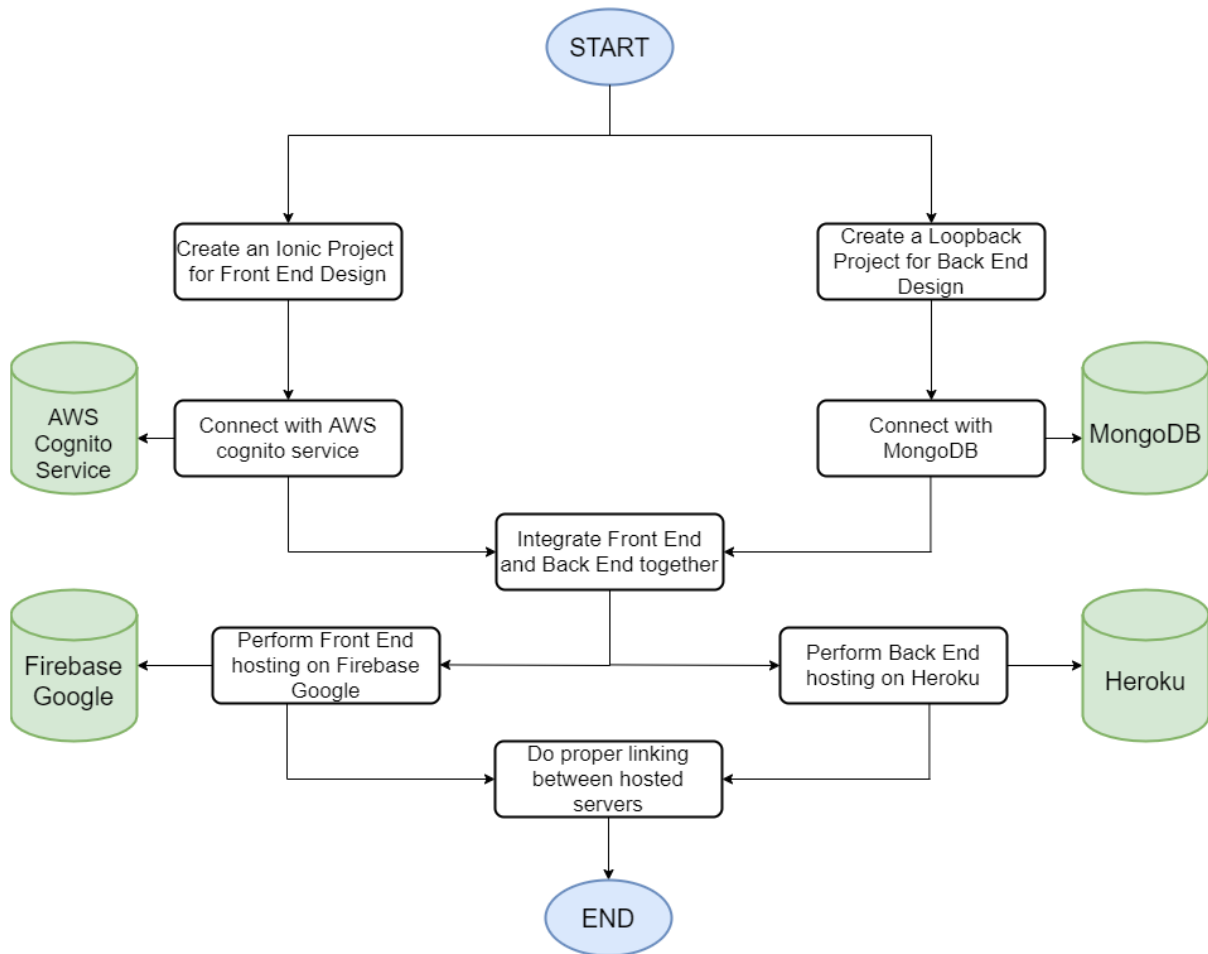 START
Create an Ionic Project
for Front End Design
Create a Loopback
Project for Back End
Design
AWS
Cognito
Service
Connect with AWS
cognito service
Connect with
MongoDB
MongoDB
Integrate Front End
and Back End together
Firebase
Google
Perform Front End
hosting on Firebase
Google
Perform Back End
hosting on Heroku
Heroku
Do proper linking
between hosted
servers
END